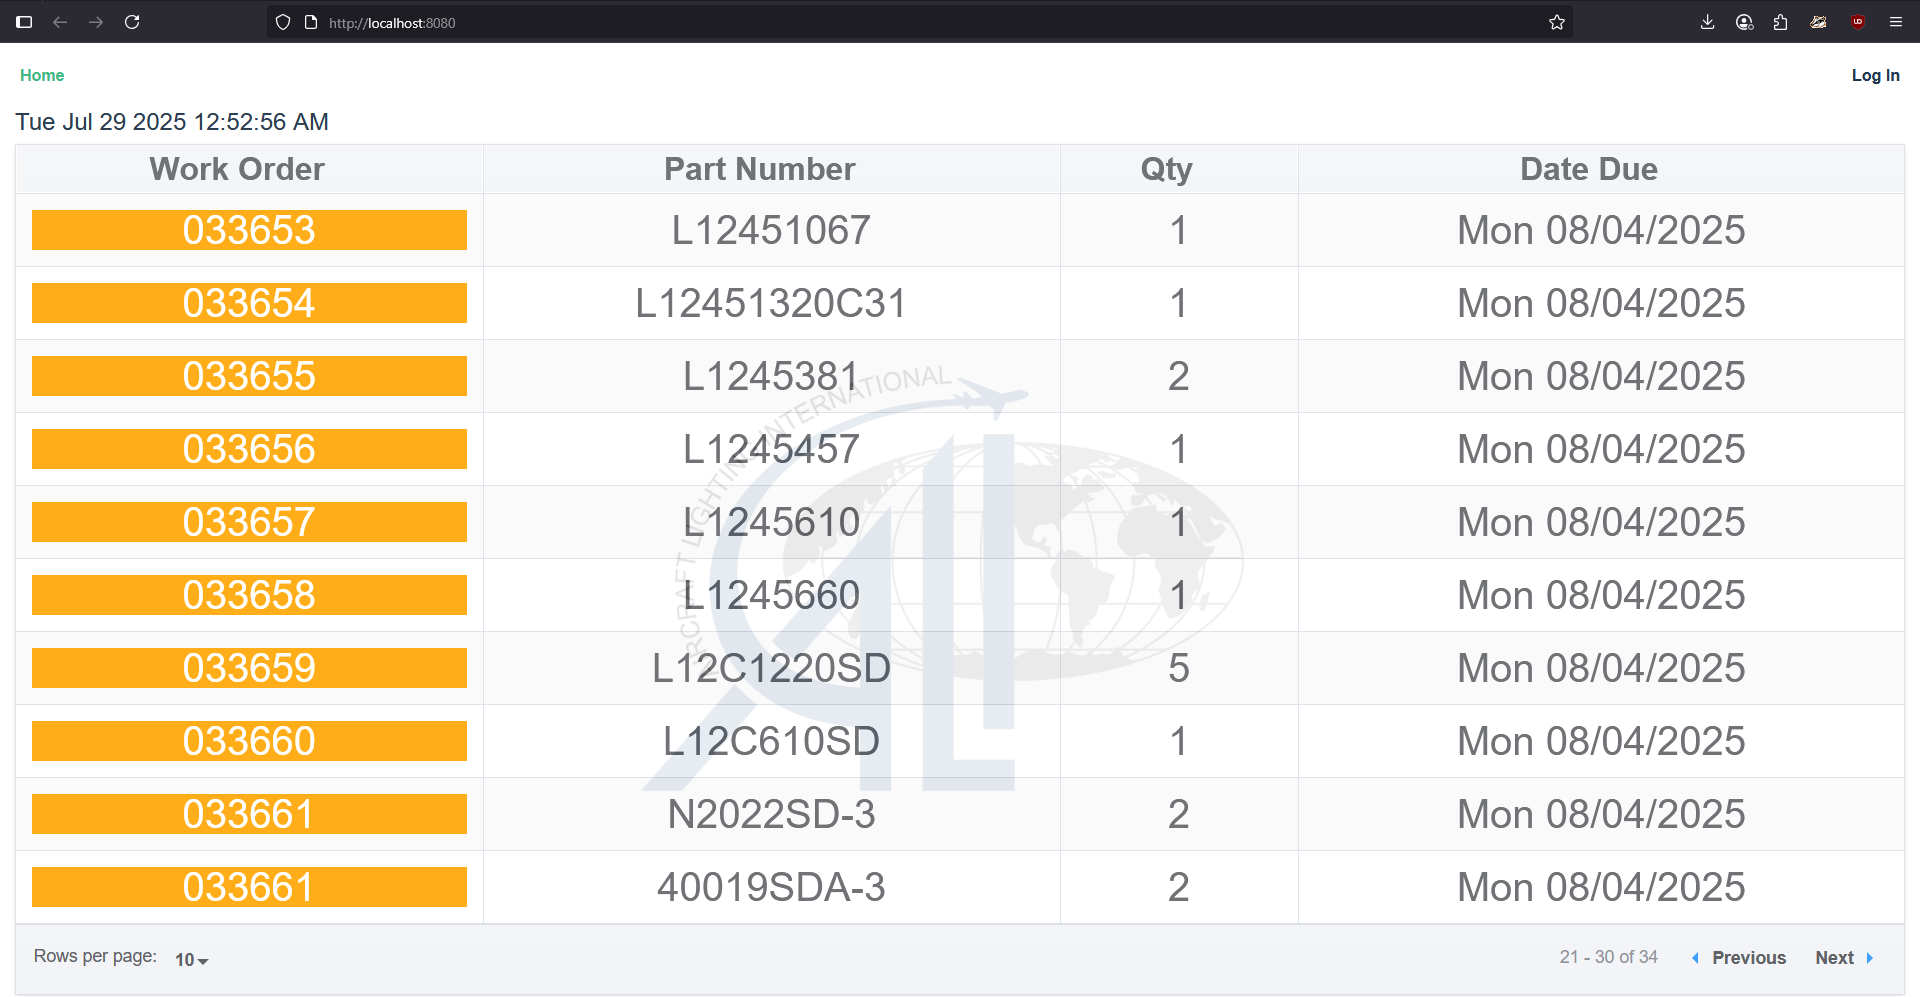 http://localhost:8080
Home
Log In
Tue Jul 29 2025 12:52:56 AM
Work Order Part Number Qty Date Due
033653 L12451067 1 Mon 08/04/2025
033654 L12451320C31 1 Mon 08/04/2025
033655 L1245381 2 Mon 08/04/2025
033656 L1245457 1 Mon 08/04/2025
033657 L1245610 1 Mon 08/04/2025
033658 L1245660 1 Mon 08/04/2025
033659 L12C1220SD 5 Mon 08/04/2025
033660 L12C610SD 1 Mon 08/04/2025
033661 N2022SD-3 2 Mon 08/04/2025
033661 40019SDA-3 2 Mon 08/04/2025
LIGHTING INTERNATIONAL
Rows per page: 10 21 - 30 of 34 Previous Next